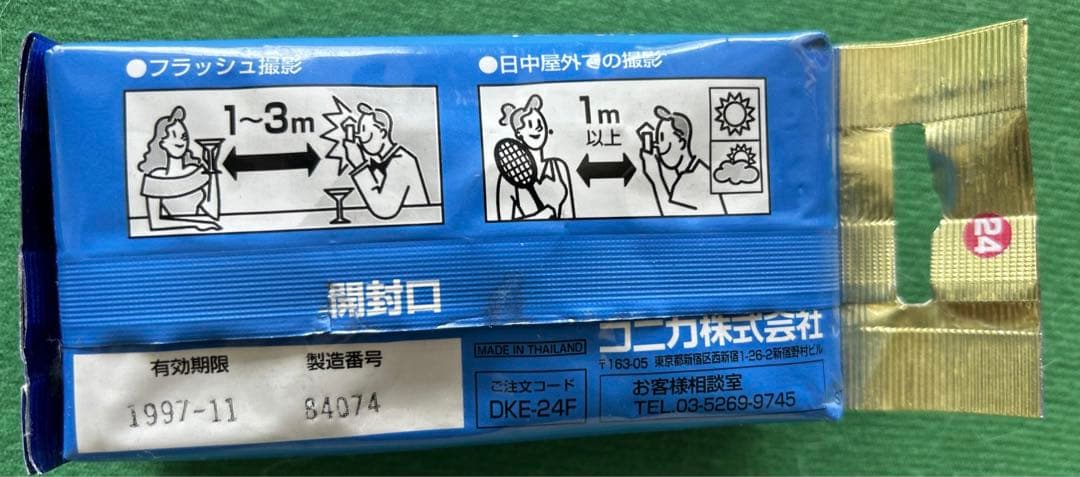 ●フラッシュ撮影
1〜3m
●日中屋外での撮影
1m
以上
24
開封口
有効期限
製造番号
1997-11
84074
MADE IN THAILAND
ご注文コード
DKE-24F
コニカ株式会社
〒163-05 東京都新宿区西新宿1-26-2新宿野村ビル
お客様相談室
TEL.03-5269-9745